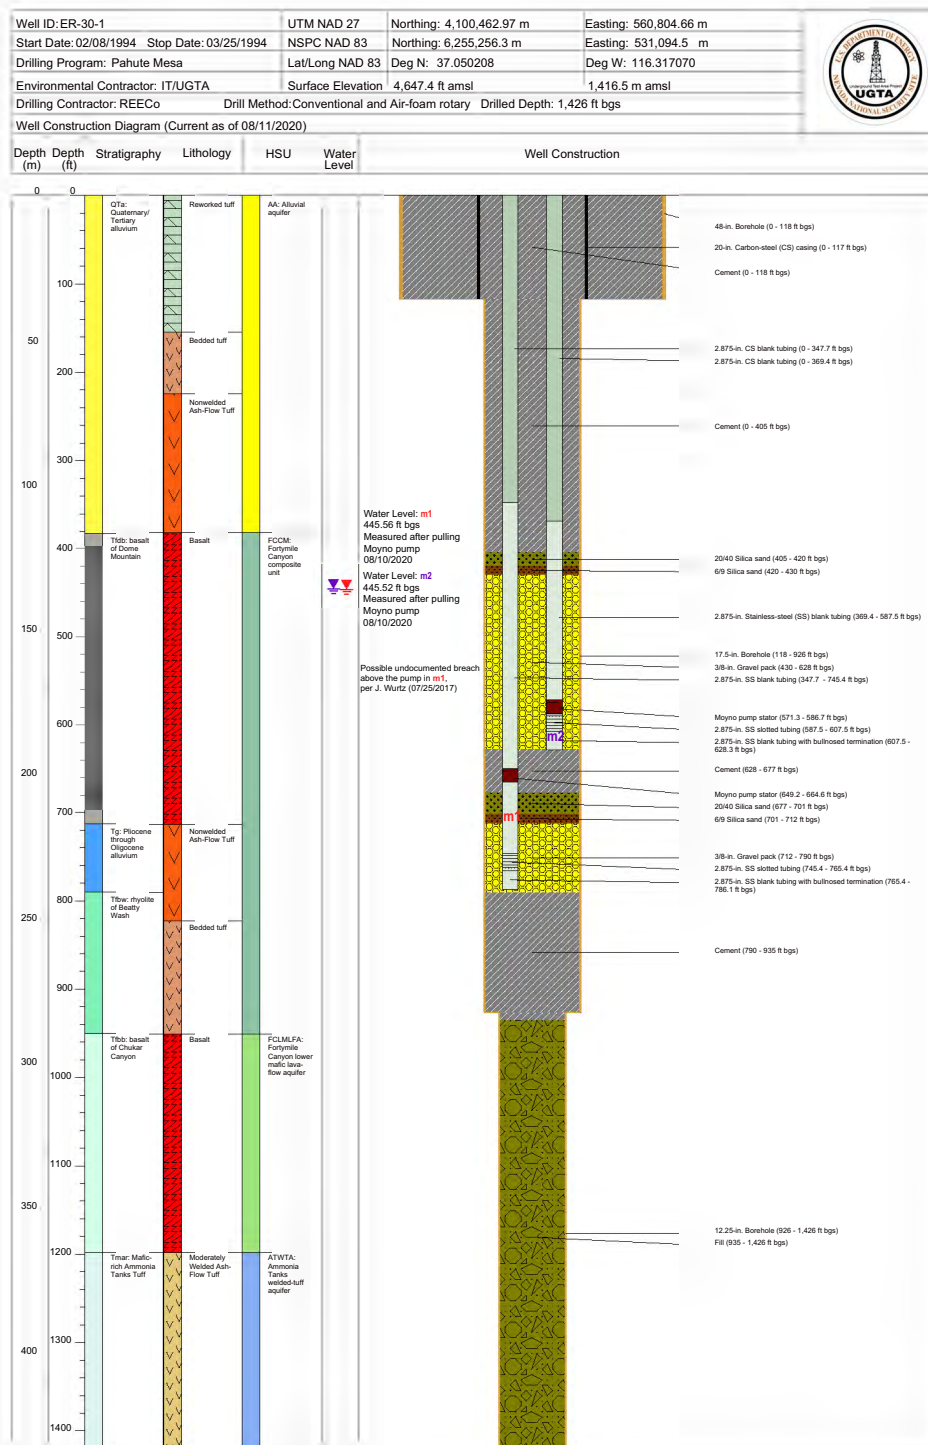 Well ID: ER-30-1
UTM NAD 27 Northing: 4,100,462.97 m Easting: 560,804.66 m
Start Date: 02/08/1994 Stop Date: 03/25/1994
NSPC NAD 83 Northing: 6,255,256.3 m Easting: 531,094.5 m
Drilling Program: Pahute Mesa
Lat/Long NAD 83 Deg N: 37.050208 Deg W: 116.317070
Environmental Contractor: IT/UGTA
Surface Elevation 4,647.4 ft amsl 1,416.5 m amsl
Drilling Contractor: REECo Drill Method: Conventional and Air-foam rotary Drilled Depth: 1,426 ft bgs
Well Construction Diagram (Current as of 08/11/2020)
U.S. DEPARTMENT OF ENERGY
Underground Test Area Project
UGTA
NEVADA NATIONAL SECURITY SITE
Depth (m)
Depth (ft)
Stratigraphy
Lithology
HSU
Water Level
Well Construction
0
50
100
150
200
250
300
350
400
0
100
200
300
400
500
600
700
800
900
1000
1100
1200
1300
1400
QTa:
Quaternary/
Tertiary
alluvium
Tfdb: basalt
of Dome
Mountain
Tg: Pliocene
through
Oligocene
alluvium
Tfbw: rhyolite
of Beatty
Wash
Tfbb: basalt
of Chukar
Canyon
Tmar: Mafic-
rich Ammonia
Tanks Tuff
Reworked tuff
Bedded tuff
Nonwelded
Ash-Flow Tuff
Basalt
Nonwelded
Ash-Flow Tuff
Bedded tuff
Basalt
Moderately
Welded Ash-
Flow Tuff
AA: Alluvial
aquifer
FCCM:
Fortymile
Canyon
composite
unit
FCLMLFA:
Fortymile
Canyon lower
mafic lava-
flow aquifer
ATWTA:
Ammonia
Tanks
welded-tuff
aquifer
Water Level: m1
445.56 ft bgs
Measured after pulling
Moyno pump
08/10/2020
Water Level: m2
445.52 ft bgs
Measured after pulling
Moyno pump
08/10/2020
Possible undocumented breach
above the pump in m1,
per J. Wurtz (07/25/2017)
m2
m1
48-in. Borehole (0 - 118 ft bgs)
20-in. Carbon-steel (CS) casing (0 - 117 ft bgs)
Cement (0 - 118 ft bgs)
2.875-in. CS blank tubing (0 - 347.7 ft bgs)
2.875-in. CS blank tubing (0 - 369.4 ft bgs)
Cement (0 - 405 ft bgs)
20/40 Silica sand (405 - 420 ft bgs)
6/9 Silica sand (420 - 430 ft bgs)
2.875-in. Stainless-steel (SS) blank tubing (369.4 - 587.5 ft bgs)
17.5-in. Borehole (118 - 926 ft bgs)
3/8-in. Gravel pack (430 - 628 ft bgs)
2.875-in. SS blank tubing (347.7 - 745.4 ft bgs)
Moyno pump stator (571.3 - 586.7 ft bgs)
2.875-in. SS slotted tubing (587.5 - 607.5 ft bgs)
2.875-in. SS blank tubing with bullnosed termination (607.5 -
628.3 ft bgs)
Cement (628 - 677 ft bgs)
Moyno pump stator (649.2 - 664.6 ft bgs)
20/40 Silica sand (677 - 701 ft bgs)
6/9 Silica sand (701 - 712 ft bgs)
3/8-in. Gravel pack (712 - 790 ft bgs)
2.875-in. SS slotted tubing (745.4 - 765.4 ft bgs)
2.875-in. SS blank tubing with bullnosed termination (765.4 -
786.1 ft bgs)
Cement (790 - 935 ft bgs)
12.25-in. Borehole (926 - 1,426 ft bgs)
Fill (935 - 1,426 ft bgs)